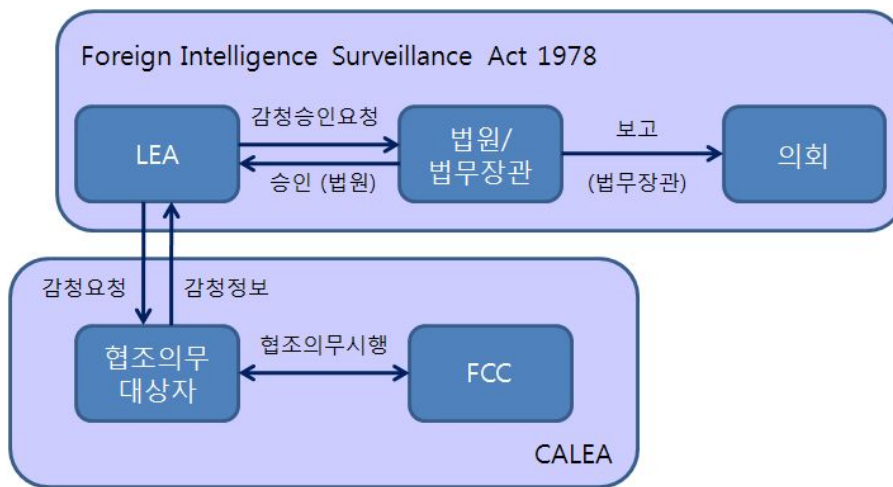 Foreign Intelligence Surveillance Act 1978
LEA
감청승인요청
승인 (법원)
법원/
법무장관
보고
(법무장관)
의회
감청요청
감청정보
협조의무
대상자
협조의무시행
FCC
CALEA